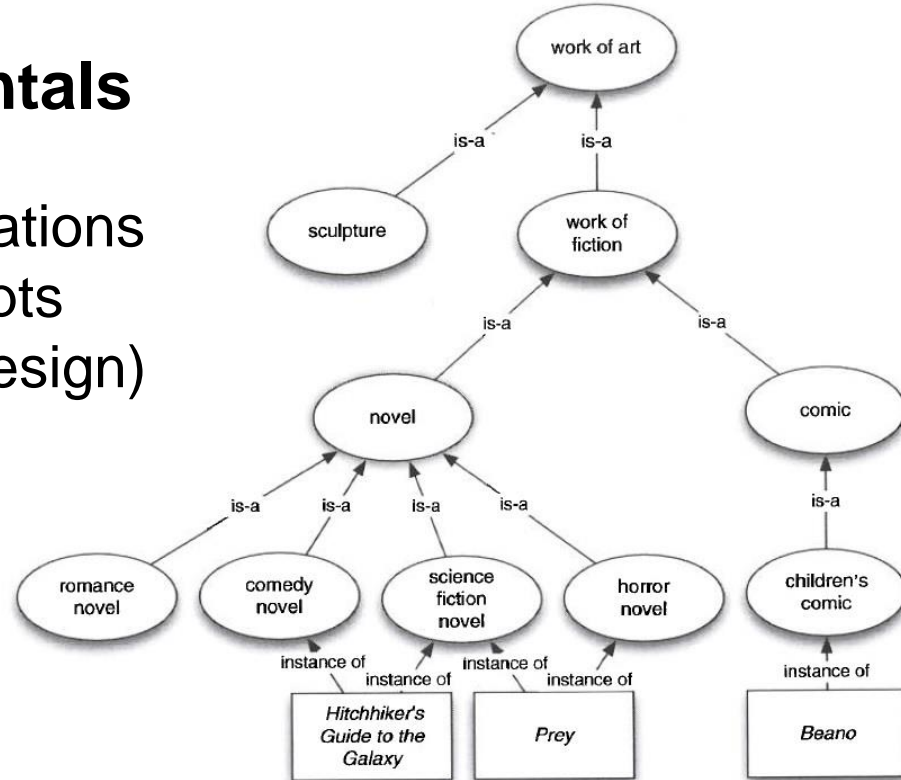 ntals
ations
ots
esign)
work of art
is-a
is-a
sculpture
work of
fiction
is-a
is-a
novel
comic
is-a
is-a
is-a
is-a
is-a
romance
novel
comedy
novel
science
fiction
novel
horror
novel
children's
comic
instance of
instance of
instance of
instance of
instance of
Hitchhiker's
Guide to the
Galaxy
Prey
Beano